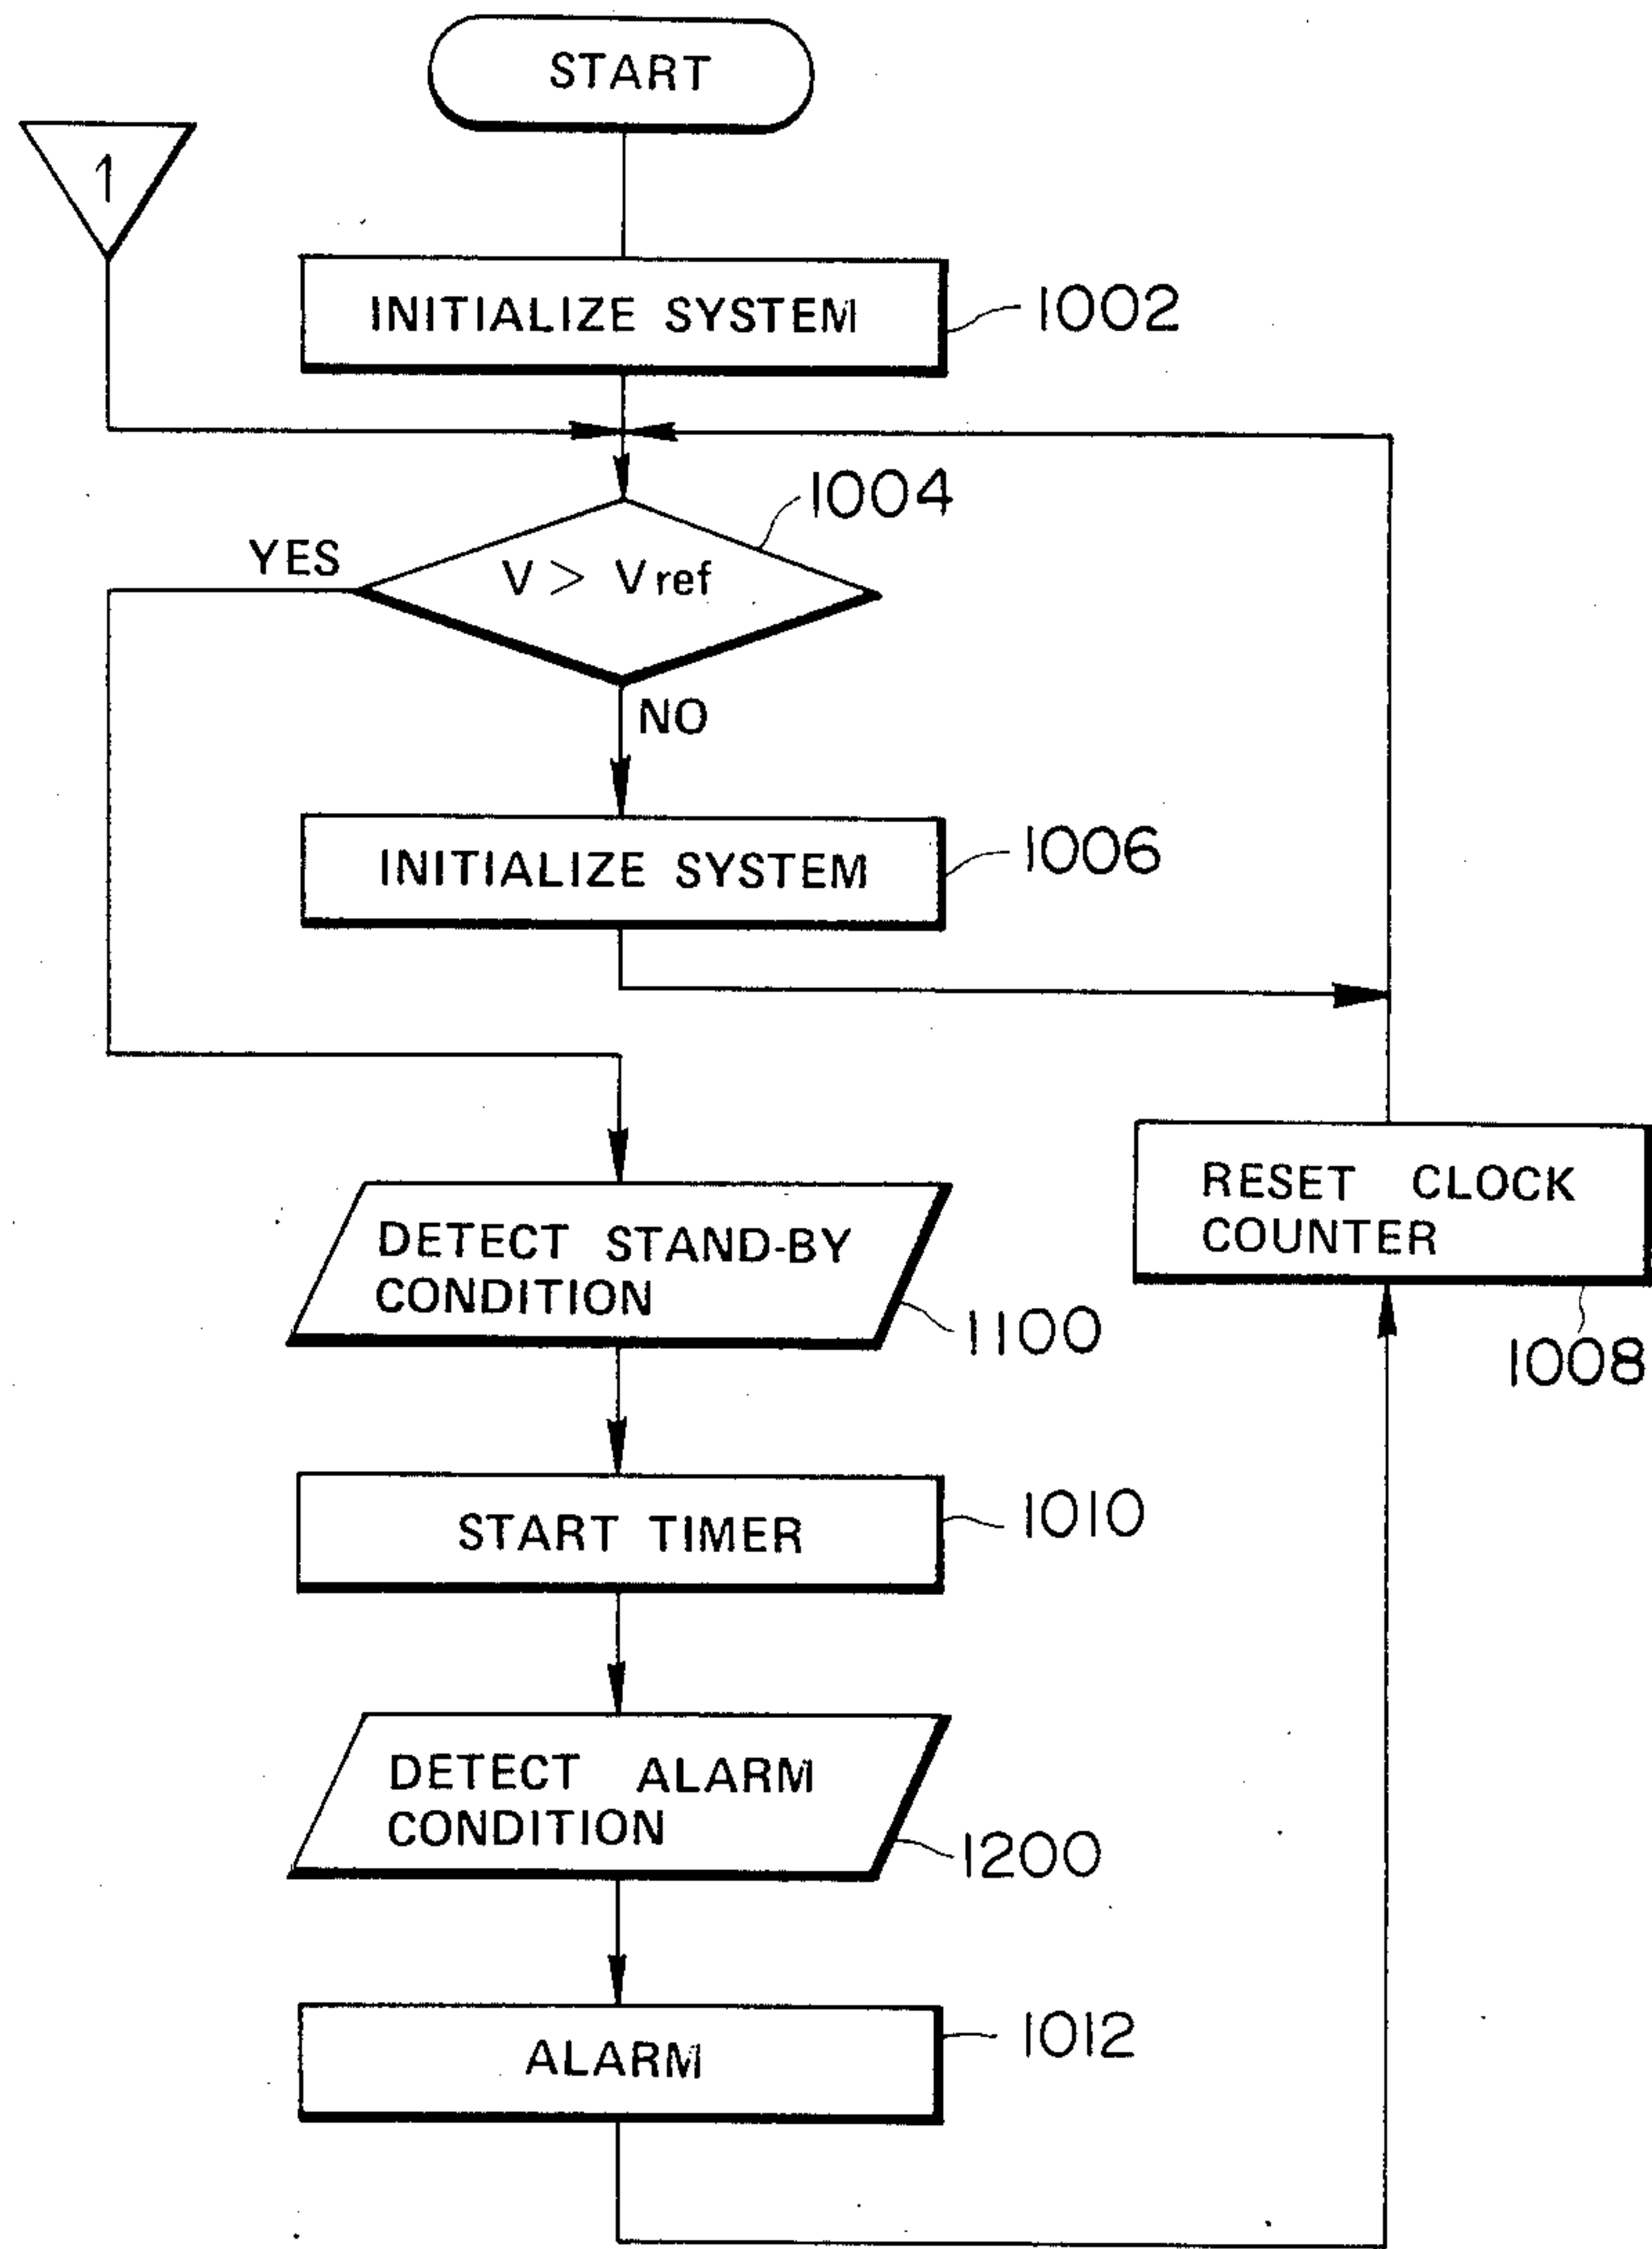 START
1
INITIALIZE SYSTEM
1002
1004
YES
V > Vref
NO
INITIALIZE SYSTEM
1006
DETECT STAND-BY
CONDITION
1100
RESET CLOCK
COUNTER
1008
START TIMER
1010
DETECT ALARM
CONDITION
1200
ALARM
1012